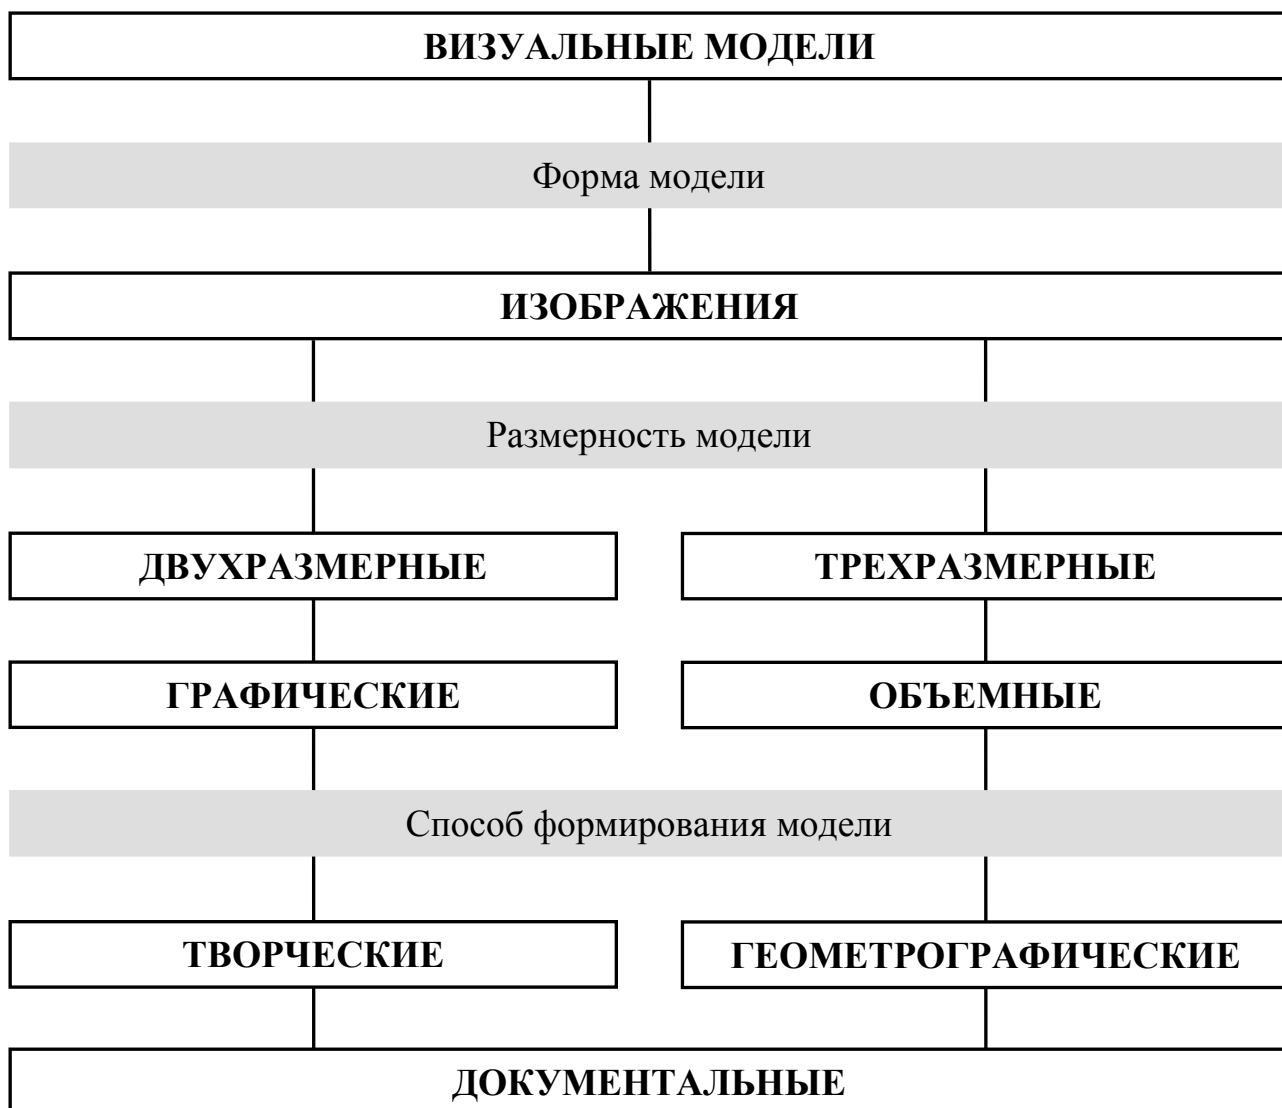 ВИЗУАЛЬНЫЕ МОДЕЛИ
Форма модели
ИЗОБРАЖЕНИЯ
Размерность модели
ДВУХРАЗМЕРНЫЕ
ТРЕХРАЗМЕРНЫЕ
ГРАФИЧЕСКИЕ
ОБЪЕМНЫЕ
Способ формирования модели
ТВОРЧЕСКИЕ
ГЕОМЕТРОГРАФИЧЕСКИЕ
ДОКУМЕНТАЛЬНЫЕ